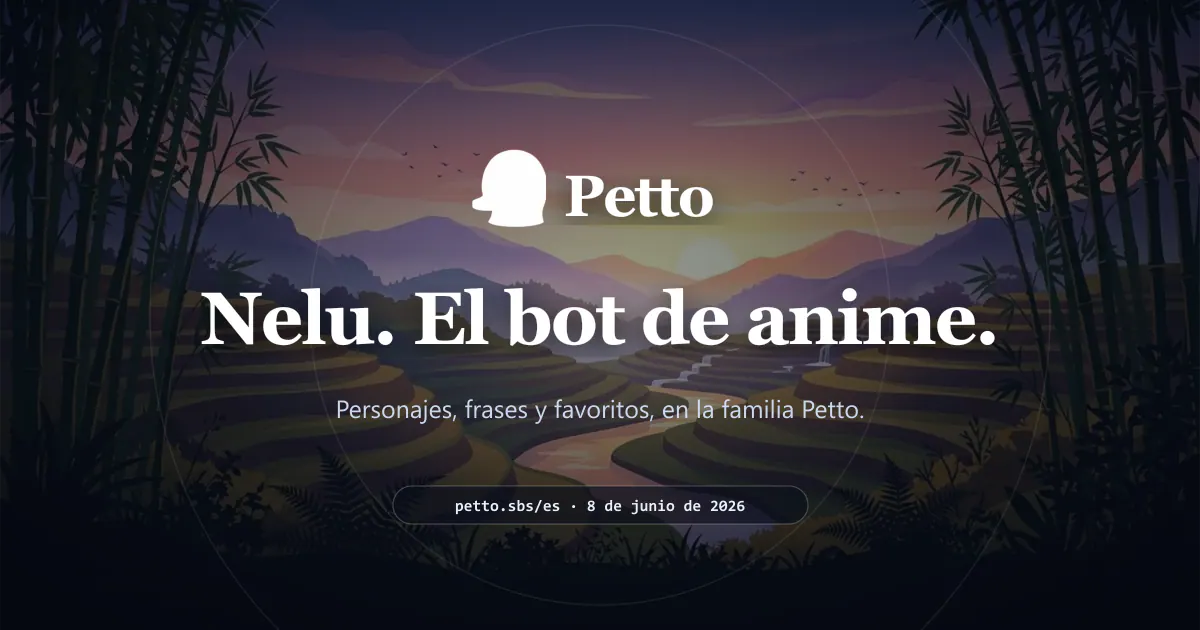 Petto
Nelu. El bot de anime.
Personajes, frases y favoritos, en la familia Petto.
petto.sbs/es · 8 de junio de 2026